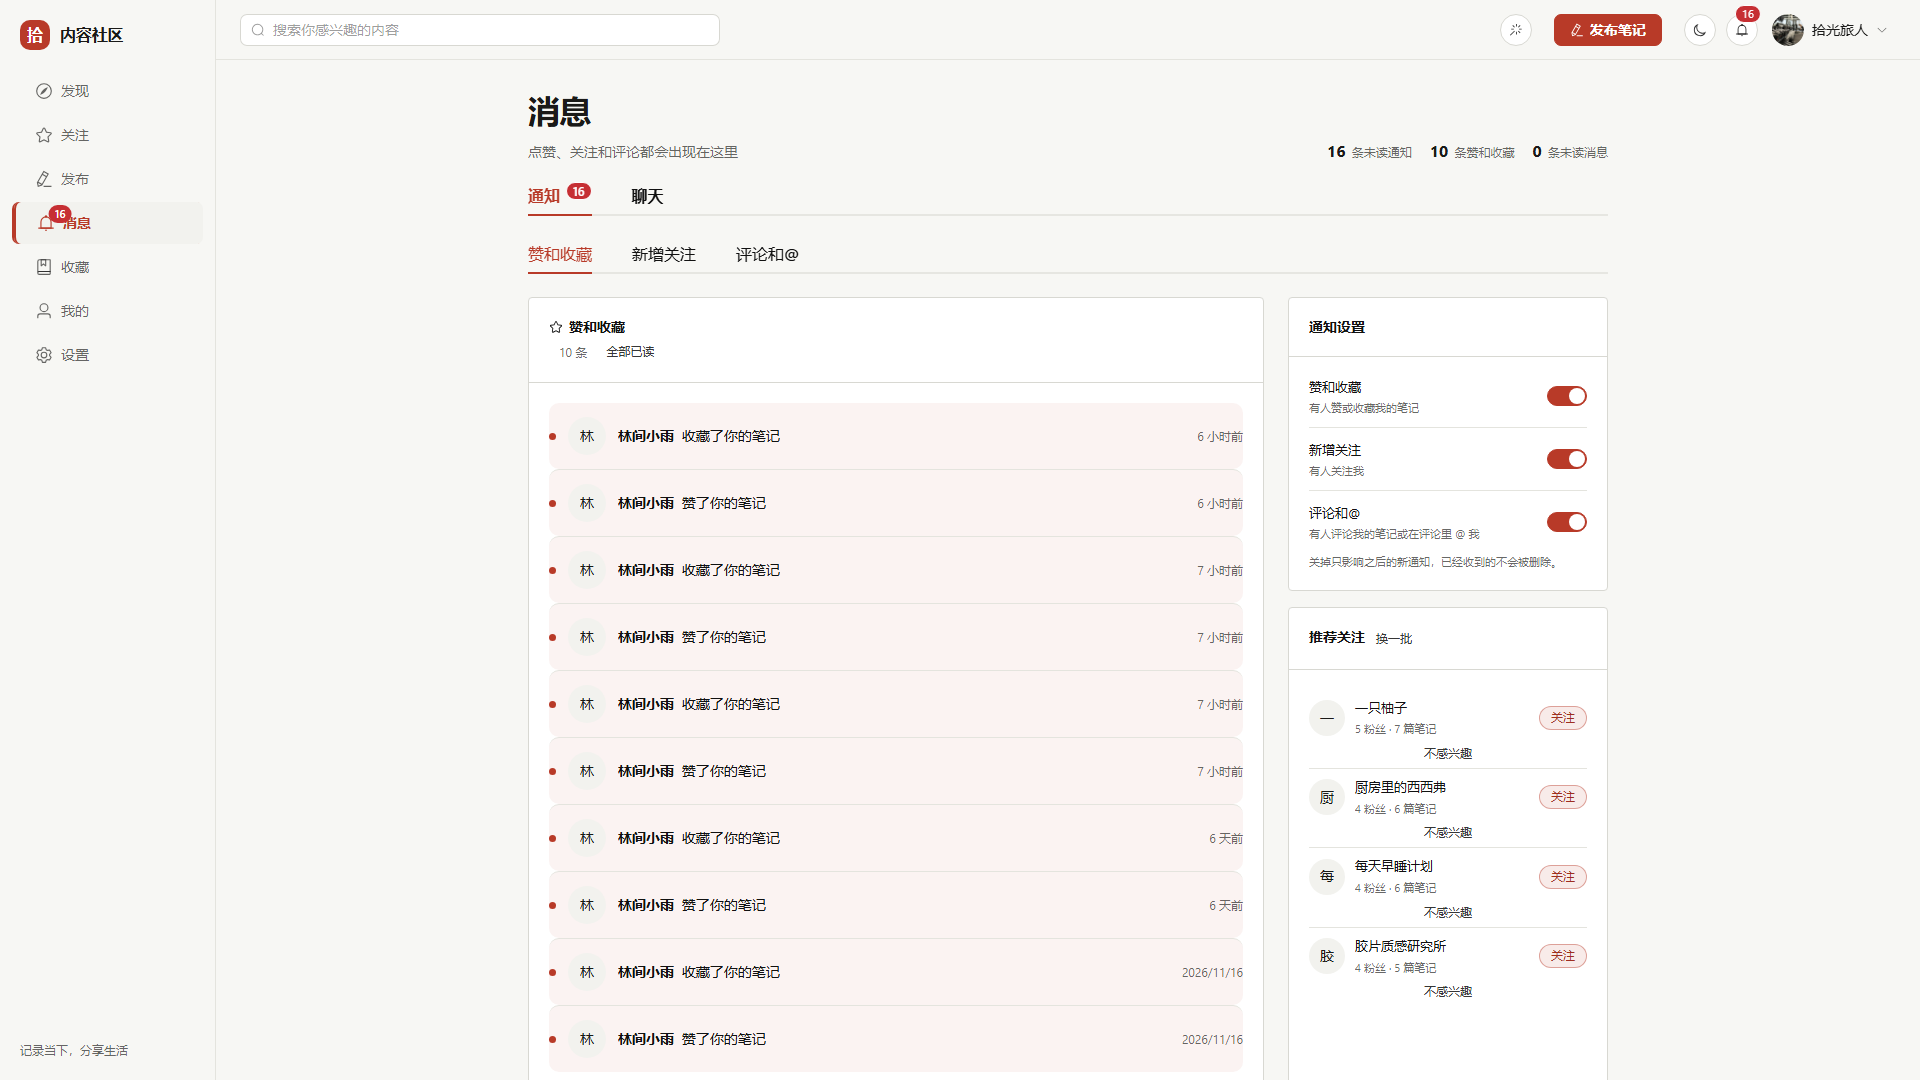 拾 内容社区
搜索你感兴趣的内容
发布笔记
16
拾光旅人
发现
关注
发布
16
消息
收藏
我的
设置
记录当下，分享生活
消息
点赞、关注和评论都会出现在这里
16 条未读通知 10 条赞和收藏 0 条未读消息
通知 16 聊天
赞和收藏 新增关注 评论和@
赞和收藏
10 条 全部已读
林 林间小雨 收藏了你的笔记 6 小时前
林 林间小雨 赞了你的笔记 6 小时前
林 林间小雨 收藏了你的笔记 7 小时前
林 林间小雨 赞了你的笔记 7 小时前
林 林间小雨 收藏了你的笔记 7 小时前
林 林间小雨 赞了你的笔记 7 小时前
林 林间小雨 收藏了你的笔记 6 天前
林 林间小雨 赞了你的笔记 6 天前
林 林间小雨 收藏了你的笔记 2026/11/16
林 林间小雨 赞了你的笔记 2026/11/16
通知设置
赞和收藏
有人赞或收藏我的笔记
新增关注
有人关注我
评论和@
有人评论我的笔记或在评论里 @ 我
关掉只影响之后的新通知，已经收到的不会被删除。
推荐关注 换一批
一 一只柚子 关注
5 粉丝 · 7 篇笔记
不感兴趣
厨 厨房里的西西弗 关注
4 粉丝 · 6 篇笔记
不感兴趣
每 每天早睡计划 关注
4 粉丝 · 6 篇笔记
不感兴趣
胶 胶片质感研究所 关注
4 粉丝 · 5 篇笔记
不感兴趣